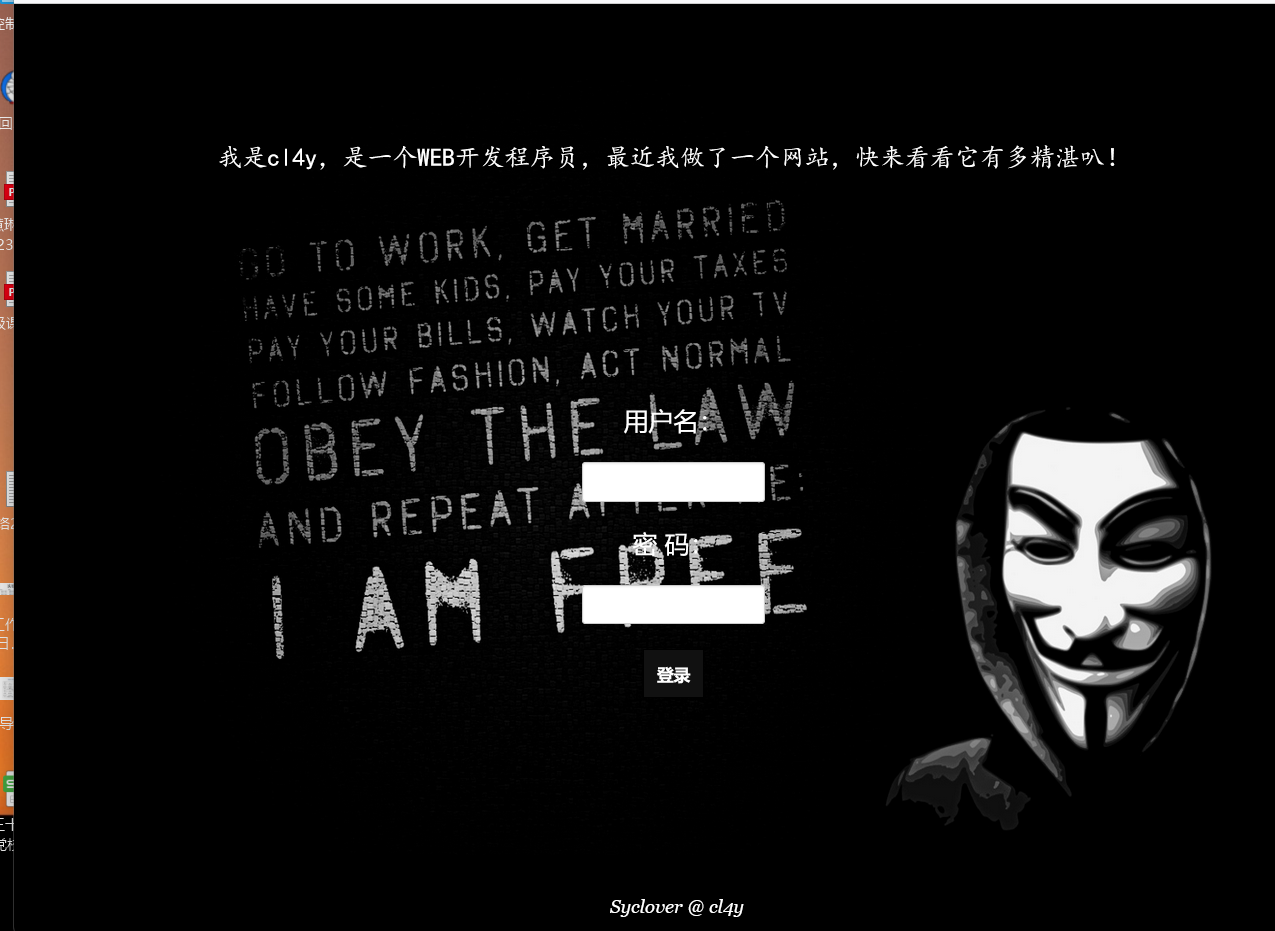 我是cl4y，是一个WEB开发程序员，最近我做了一个网站，快来看看它有多精湛叭！
GO TO WORK, GET MARRIED
HAVE SOME KIDS, PAY YOUR TAXES
PAY YOUR BILLS, WATCH YOUR TV
FOLLOW FASHION, ACT NORMAL
OBEY THE LAW
AND REPEAT AFTER ME:
I AM FREE
用户名:
密 码:
登录
Syclover @ cl4y